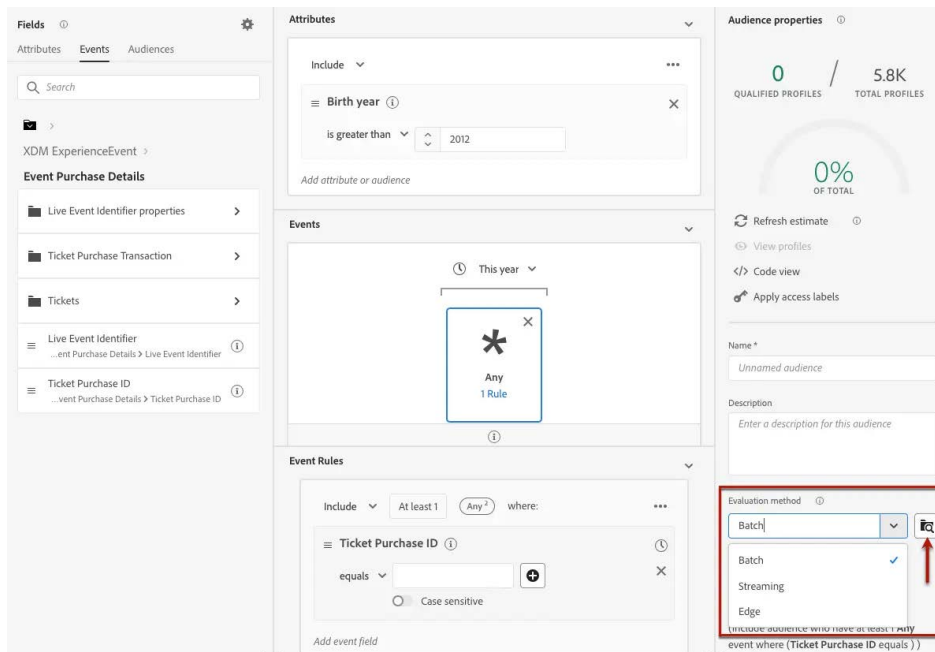 Fields
Attributes Events Audiences
Search
XDM ExperienceEvent >
Event Purchase Details
Live Event Identifier properties
Ticket Purchase Transaction
Tickets
Live Event Identifier
...ent Purchase Details > Live Event Identifier
Ticket Purchase ID
...vent Purchase Details > Ticket Purchase ID
Attributes
Include
Birth year
is greater than 2012
Add attribute or audience
Events
This year
*
Any
1 Rule
Event Rules
Include At least 1 Any where:
Ticket Purchase ID
equals
Case sensitive
Add event field
Audience properties
0 / 5.8K
QUALIFIED PROFILES TOTAL PROFILES
0%
OF TOTAL
Refresh estimate
View profiles
</> Code view
Apply access labels
Name *
Unnamed audience
Description
Enter a description for this audience
Evaluation method
Batch
Batch
Streaming
Edge
(Include audience who have at least 1 Any
event where (Ticket Purchase ID equals ) )